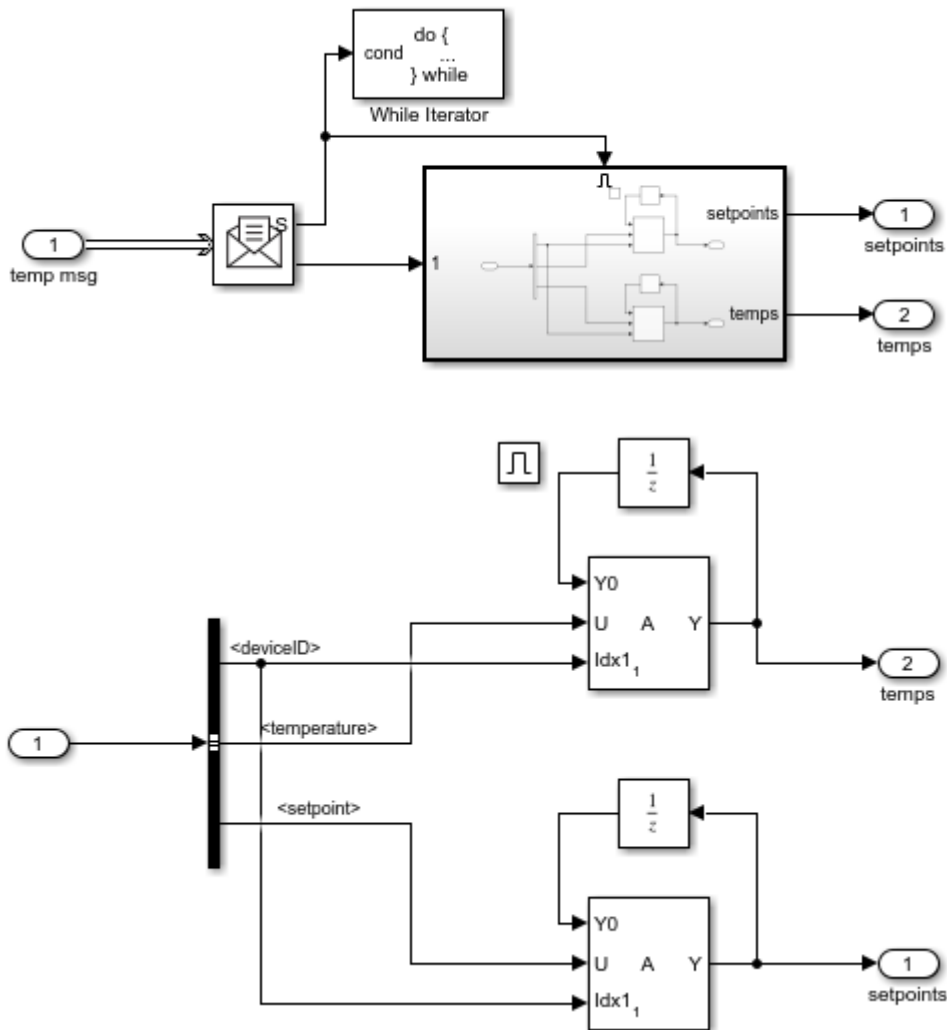 do {
cond ...
} while
While Iterator
S
1
temp msg
1
setpoints
temps
1
setpoints
2
temps
1
z
Y0
U A Y
Idx1 1
<deviceID>
2
temps
<temperature>
1
<setpoint>
1
z
Y0
U A Y
Idx1 1
1
setpoints